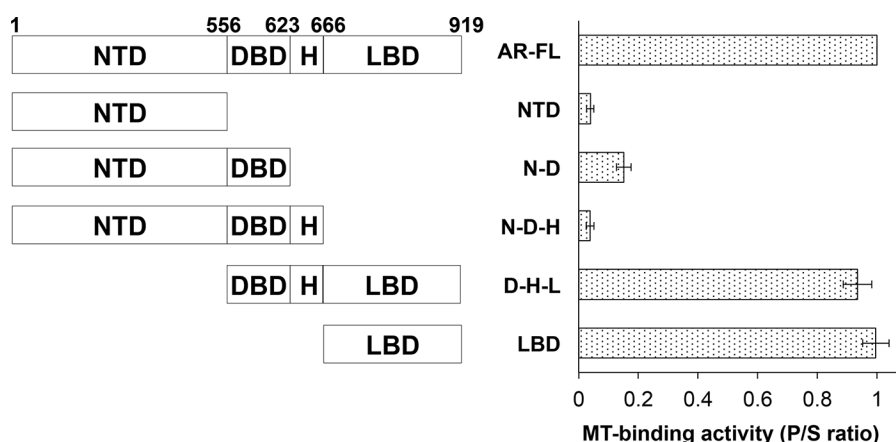 1 556 623 666 919
NTD DBD H LBD AR-FL
NTD NTD
NTD DBD N-D
NTD DBD H N-D-H
DBD H LBD D-H-L
LBD LBD
0 0.2 0.4 0.6 0.8 1
MT-binding activity (P/S ratio)